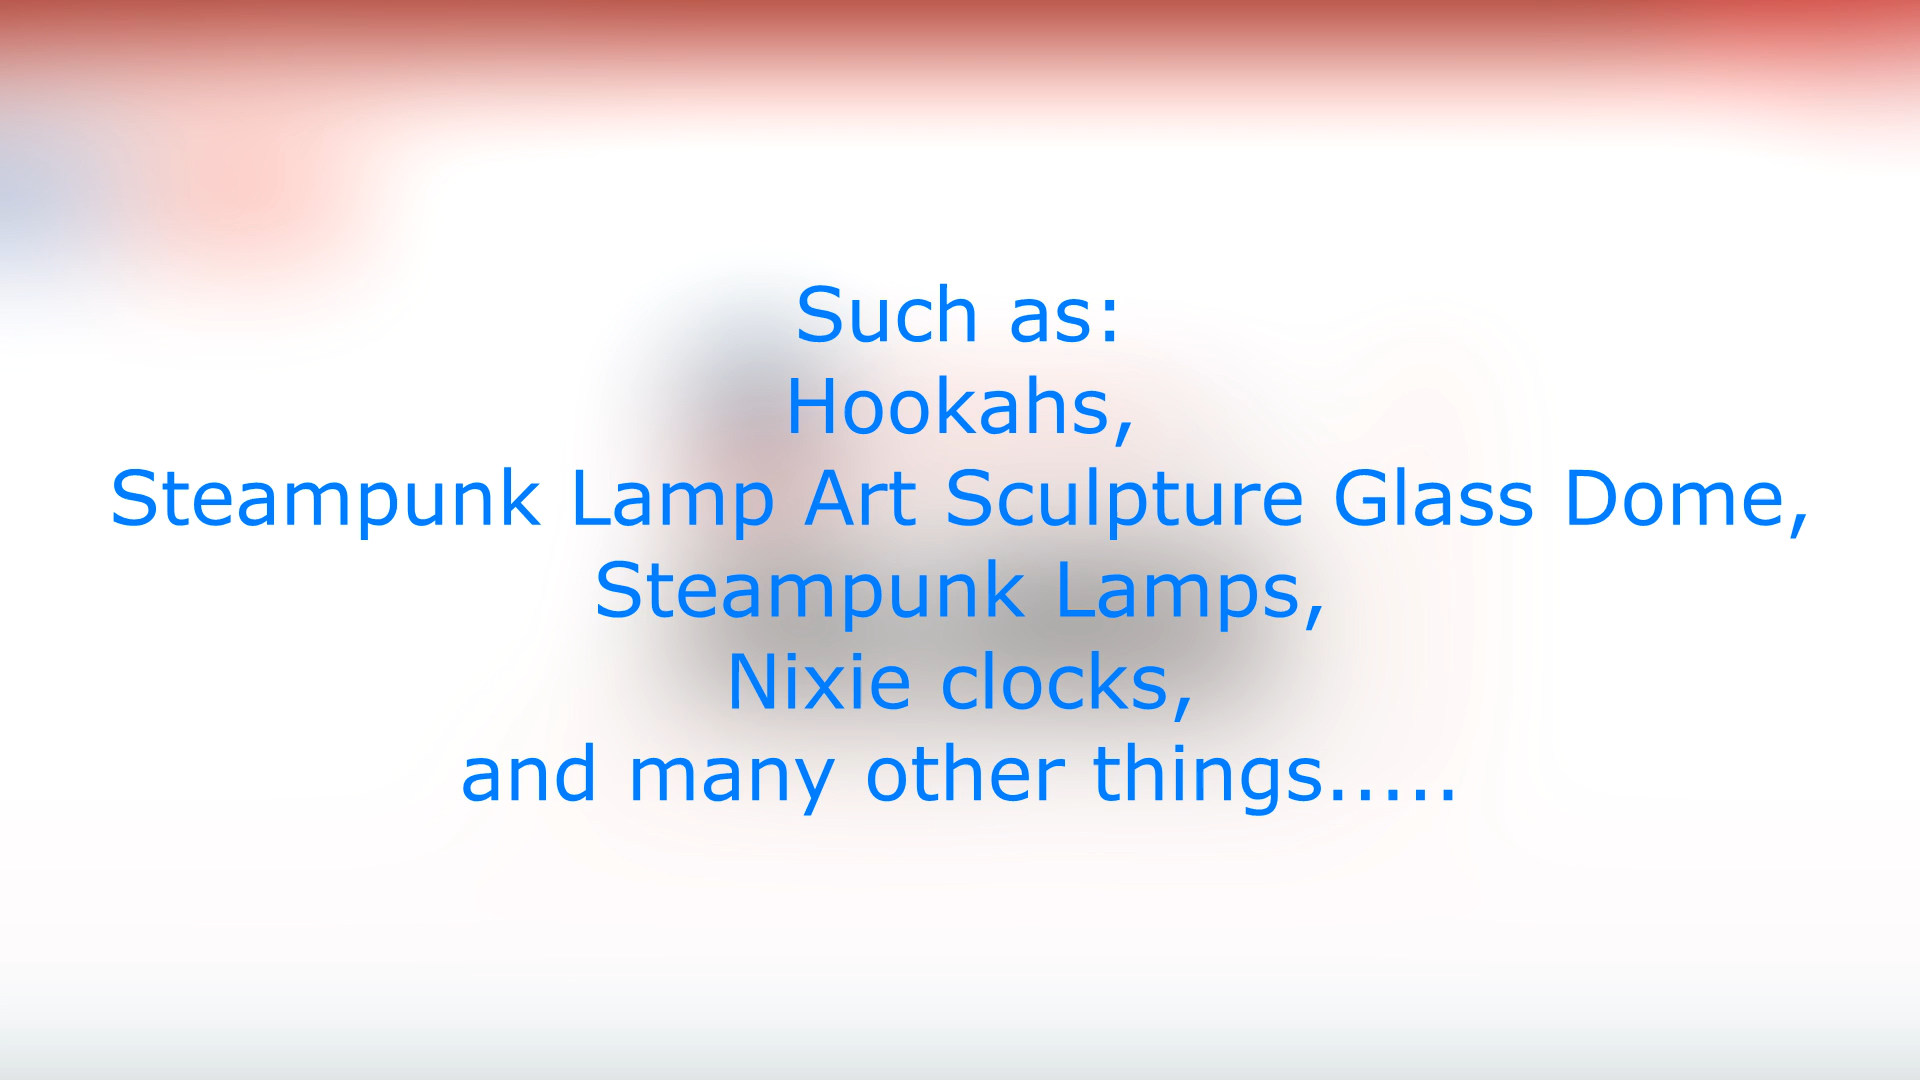 Such as:
Hookahs,
Steampunk Lamp Art Sculpture Glass Dome,
Steampunk Lamps,
Nixie clocks,
and many other things.....